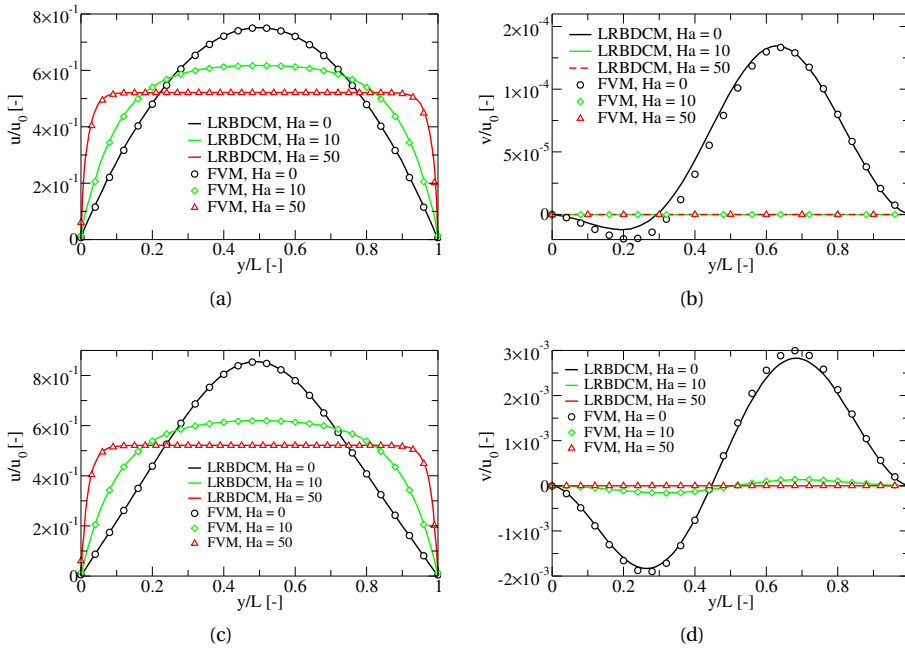 8×10⁻¹
6×10⁻¹
4×10⁻¹
2×10⁻¹
0
u/u₀ [-]
LRBDCM, Ha = 0
LRBDCM, Ha = 10
LRBDCM, Ha = 50
FVM, Ha = 0
FVM, Ha = 10
FVM, Ha = 50
0 0.2 0.4 0.6 0.8 1
y/L [-]
(a)
2×10⁻⁴
1×10⁻⁴
5×10⁻⁵
0
v/u₀ [-]
LRBDCM, Ha = 0
LRBDCM, Ha = 10
LRBDCM, Ha = 50
FVM, Ha = 0
FVM, Ha = 10
FVM, Ha = 50
0 0.2 0.4 0.6 0.8
y/L [-]
(b)
8×10⁻¹
6×10⁻¹
4×10⁻¹
2×10⁻¹
0
u/u₀ [-]
LRBDCM, Ha = 0
LRBDCM, Ha = 10
LRBDCM, Ha = 50
FVM, Ha = 0
FVM, Ha = 10
FVM, Ha = 50
0 0.2 0.4 0.6 0.8 1
y/L [-]
(c)
3×10⁻³
2×10⁻³
1×10⁻³
0
-1×10⁻³
-2×10⁻³
v/u₀ [-]
LRBDCM, Ha = 0
LRBDCM, Ha = 10
LRBDCM, Ha = 50
FVM, Ha = 0
FVM, Ha = 10
FVM, Ha = 50
0 0.2 0.4 0.6 0.8
y/L [-]
(d)